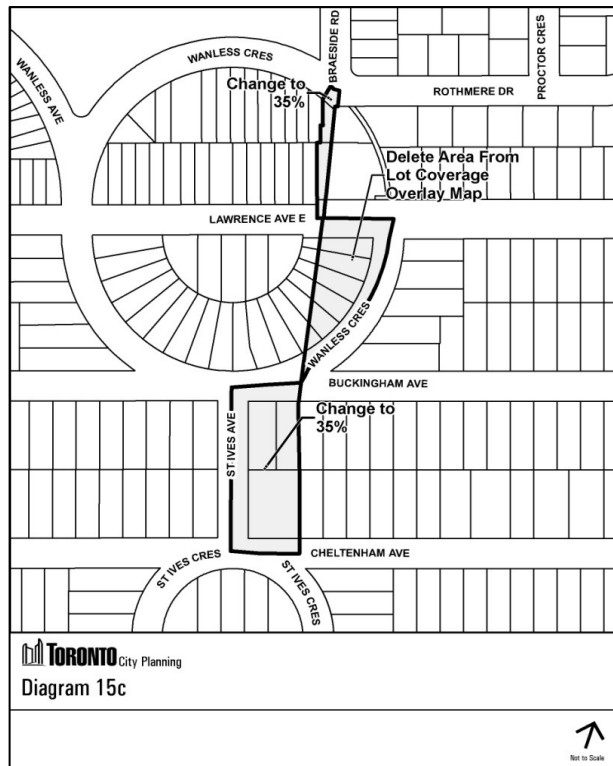 WANLESS CRES
BRAESIDE RD
PROCTOR CRES
WANLESS AVE
Change to
35%
ROTHMERE DR
Delete Area From
Lot Coverage
Overlay Map
LAWRENCE AVE E
WANLESS CRES
BUCKINGHAM AVE
ST IVES AVE
Change to
35%
ST IVES CRES
ST IVES CRES
CHELTENHAM AVE
TORONTO City Planning
Diagram 15c
Not to Scale